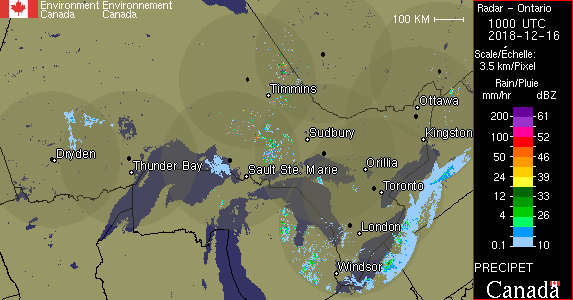 Environment Environnement
Canada Canada
100 KM
Timmins
Ottawa
Sudbury
Kingston
Dryden
Thunder Bay
Sault Ste. Marie
Orillia
Toronto
London
Windsor
Radar - Ontario
1000 UTC
2018-12-16
Scale/Échelle:
3.5 km/Pixel
Rain/Pluie
mm/hr dBZ
200 61
100 52
50 46
24 39
12 33
4 26
0.1 10
PRECIPET
Canada